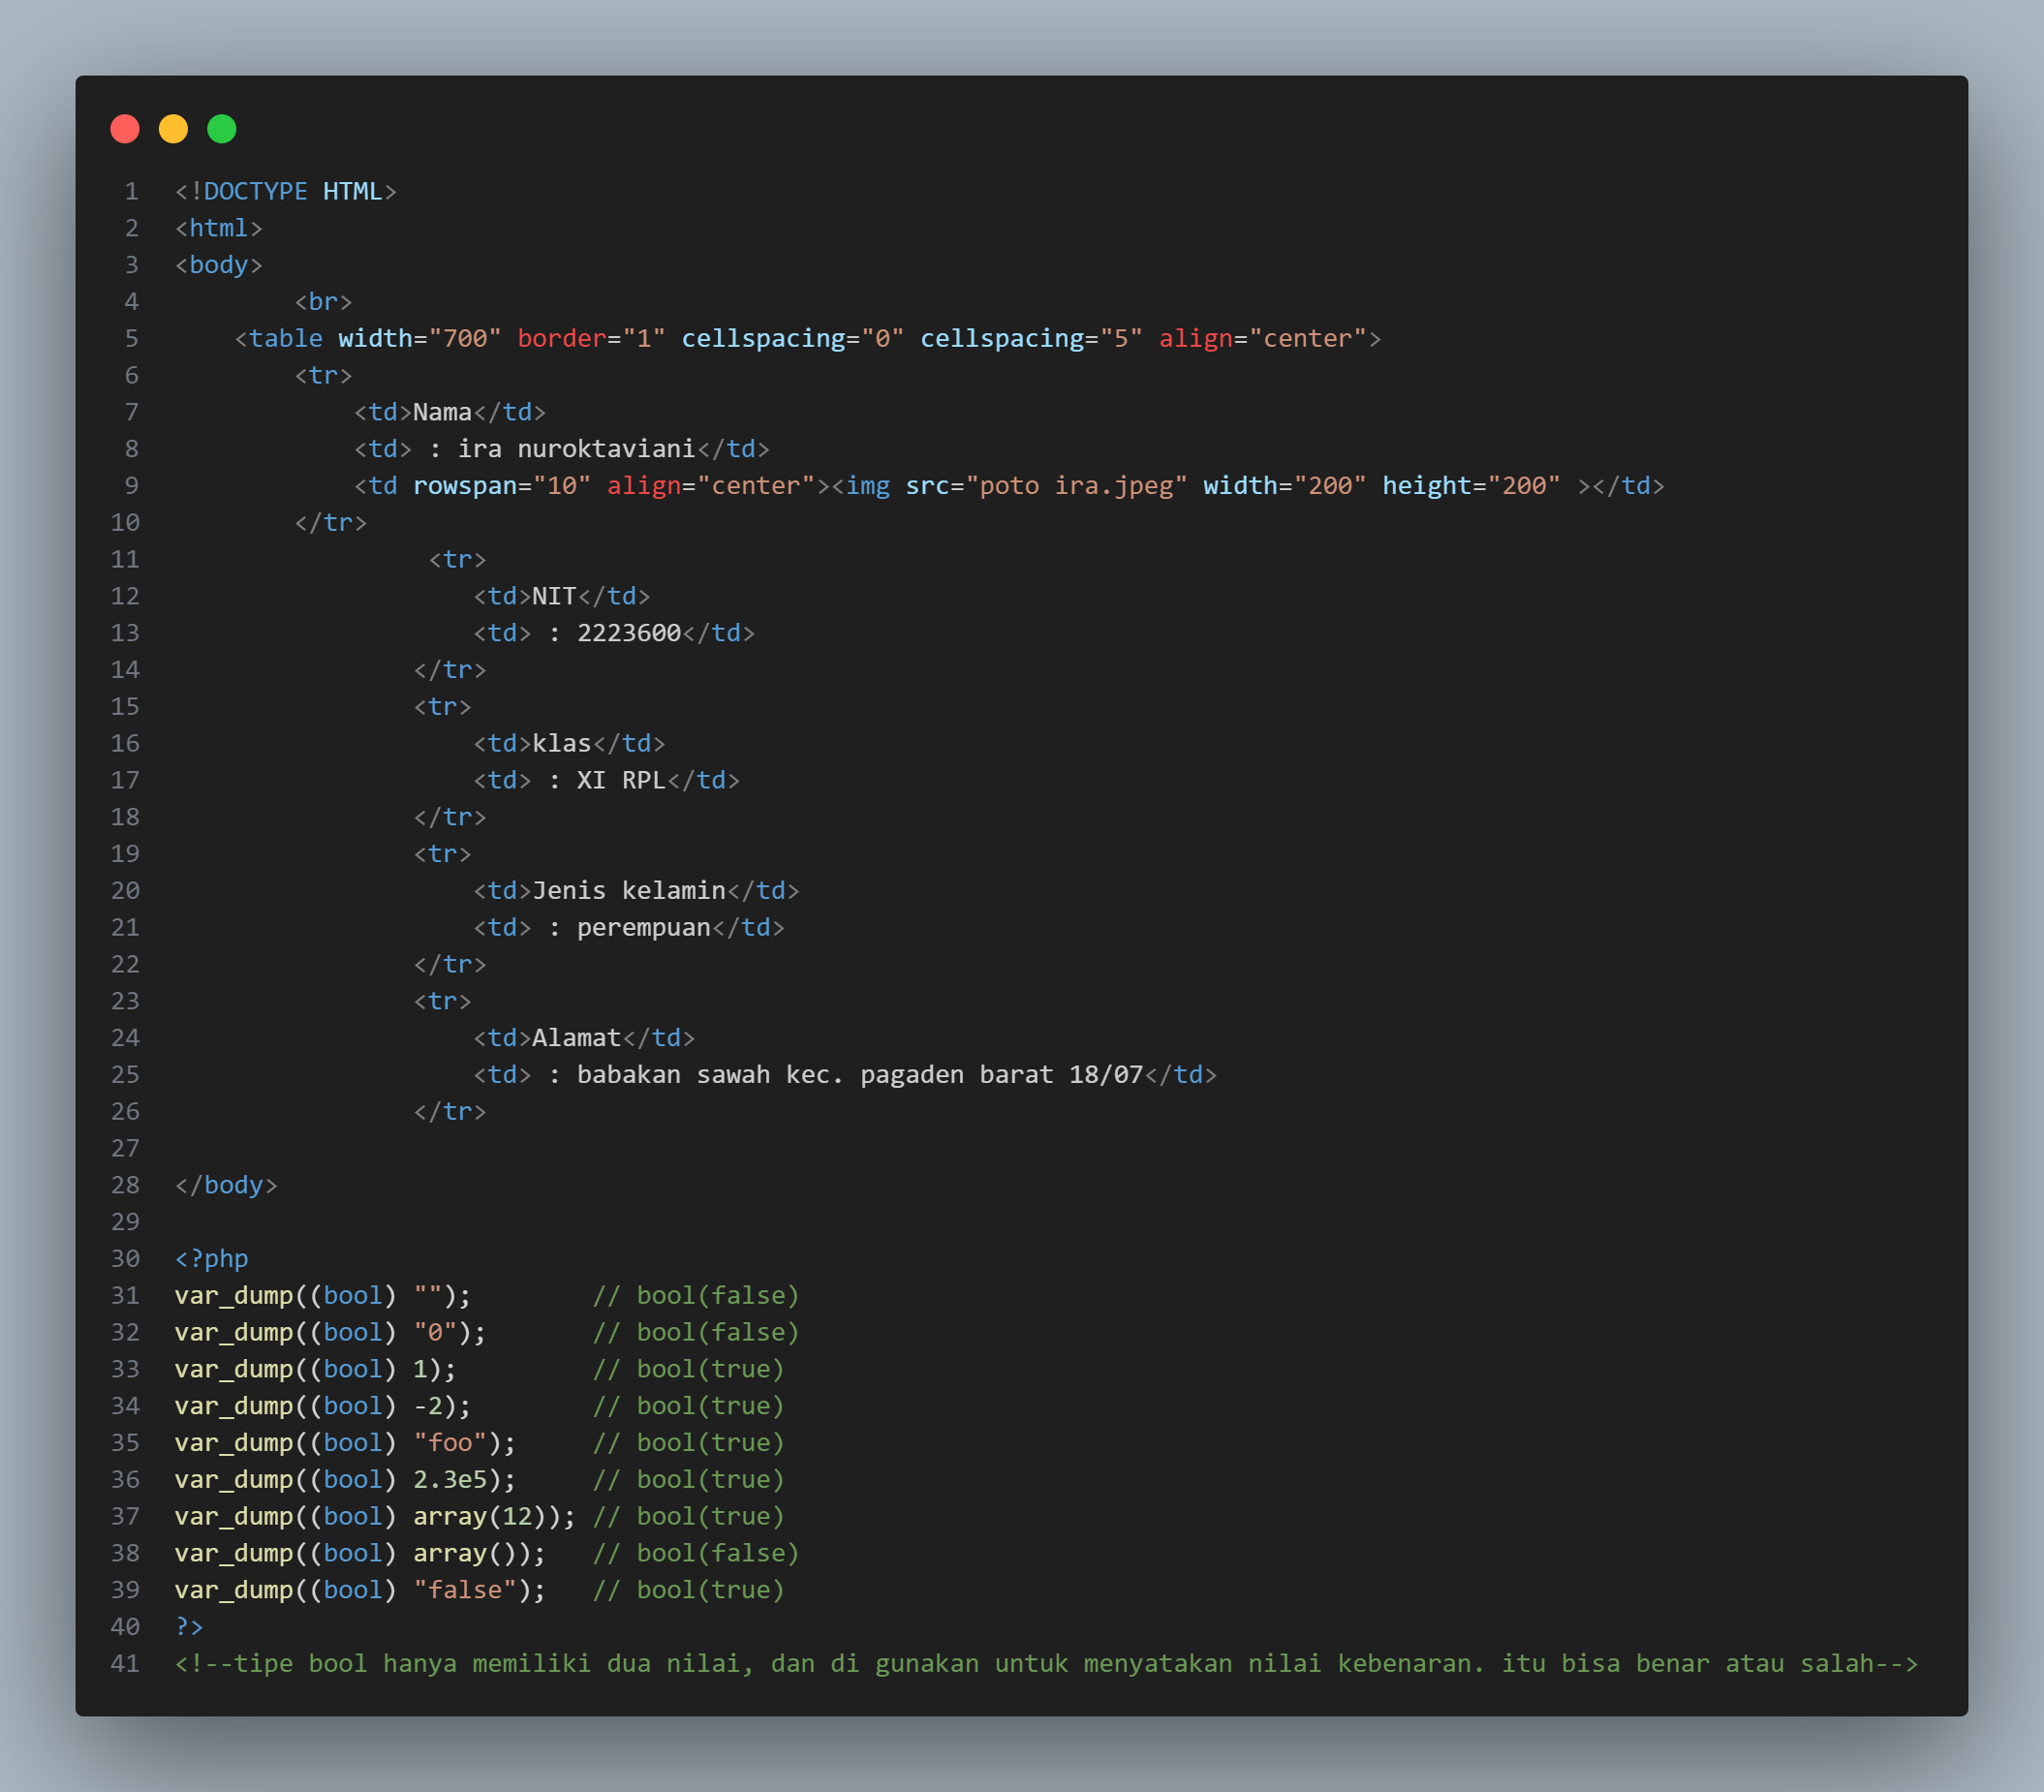 1 <!DOCTYPE HTML>
2 <html>
3 <body>
4         <br>
5     <table width="700" border="1" cellspacing="0" cellspacing="5" align="center">
6         <tr>
7             <td>Nama</td>
8             <td> : ira nuroktaviani</td>
9             <td rowspan="10" align="center"><img src="poto ira.jpeg" width="200" height="200" ></td>
10         </tr>
11                  <tr>
12                     <td>NIT</td>
13                     <td> : 2223600</td>
14                 </tr>
15                 <tr>
16                     <td>klas</td>
17                     <td> : XI RPL</td>
18                 </tr>
19                 <tr>
20                     <td>Jenis kelamin</td>
21                     <td> : perempuan</td>
22                 </tr>
23                 <tr>
24                     <td>Alamat</td>
25                     <td> : babakan sawah kec. pagaden barat 18/07</td>
26                 </tr>
27
28 </body>
29
30 <?php
31 var_dump((bool) "");        // bool(false)
32 var_dump((bool) "0");       // bool(false)
33 var_dump((bool) 1);         // bool(true)
34 var_dump((bool) -2);        // bool(true)
35 var_dump((bool) "foo");     // bool(true)
36 var_dump((bool) 2.3e5);     // bool(true)
37 var_dump((bool) array(12)); // bool(true)
38 var_dump((bool) array());   // bool(false)
39 var_dump((bool) "false");   // bool(true)
40 ?>
41 <!--tipe bool hanya memiliki dua nilai, dan di gunakan untuk menyatakan nilai kebenaran. itu bisa benar atau salah-->